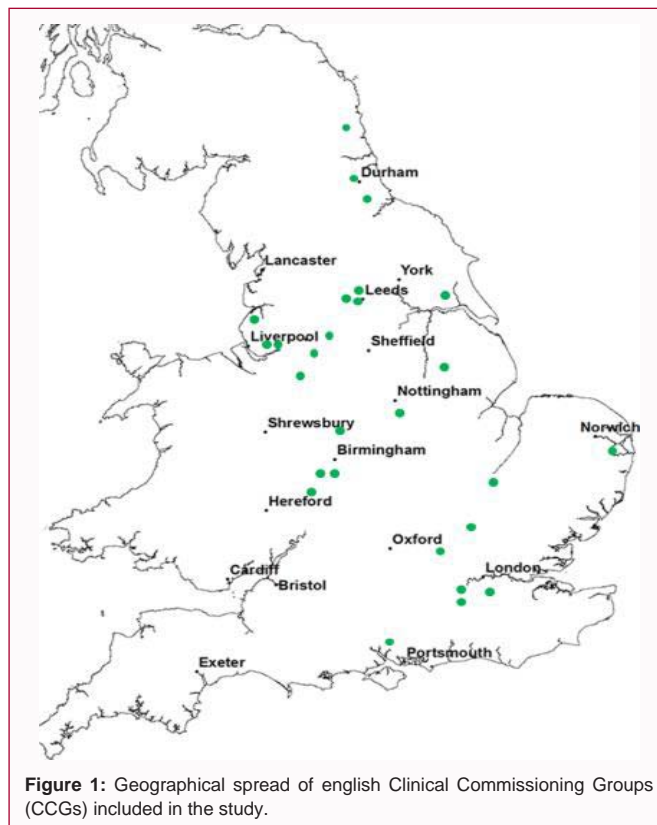 Durham
Lancaster
York
Leeds
Liverpool
Sheffield
Nottingham
Shrewsbury
Norwich
Birmingham
Hereford
Oxford
London
Cardiff
Bristol
Portsmouth
Exeter
Figure 1: Geographical spread of english Clinical Commissioning Groups
(CCGs) included in the study.